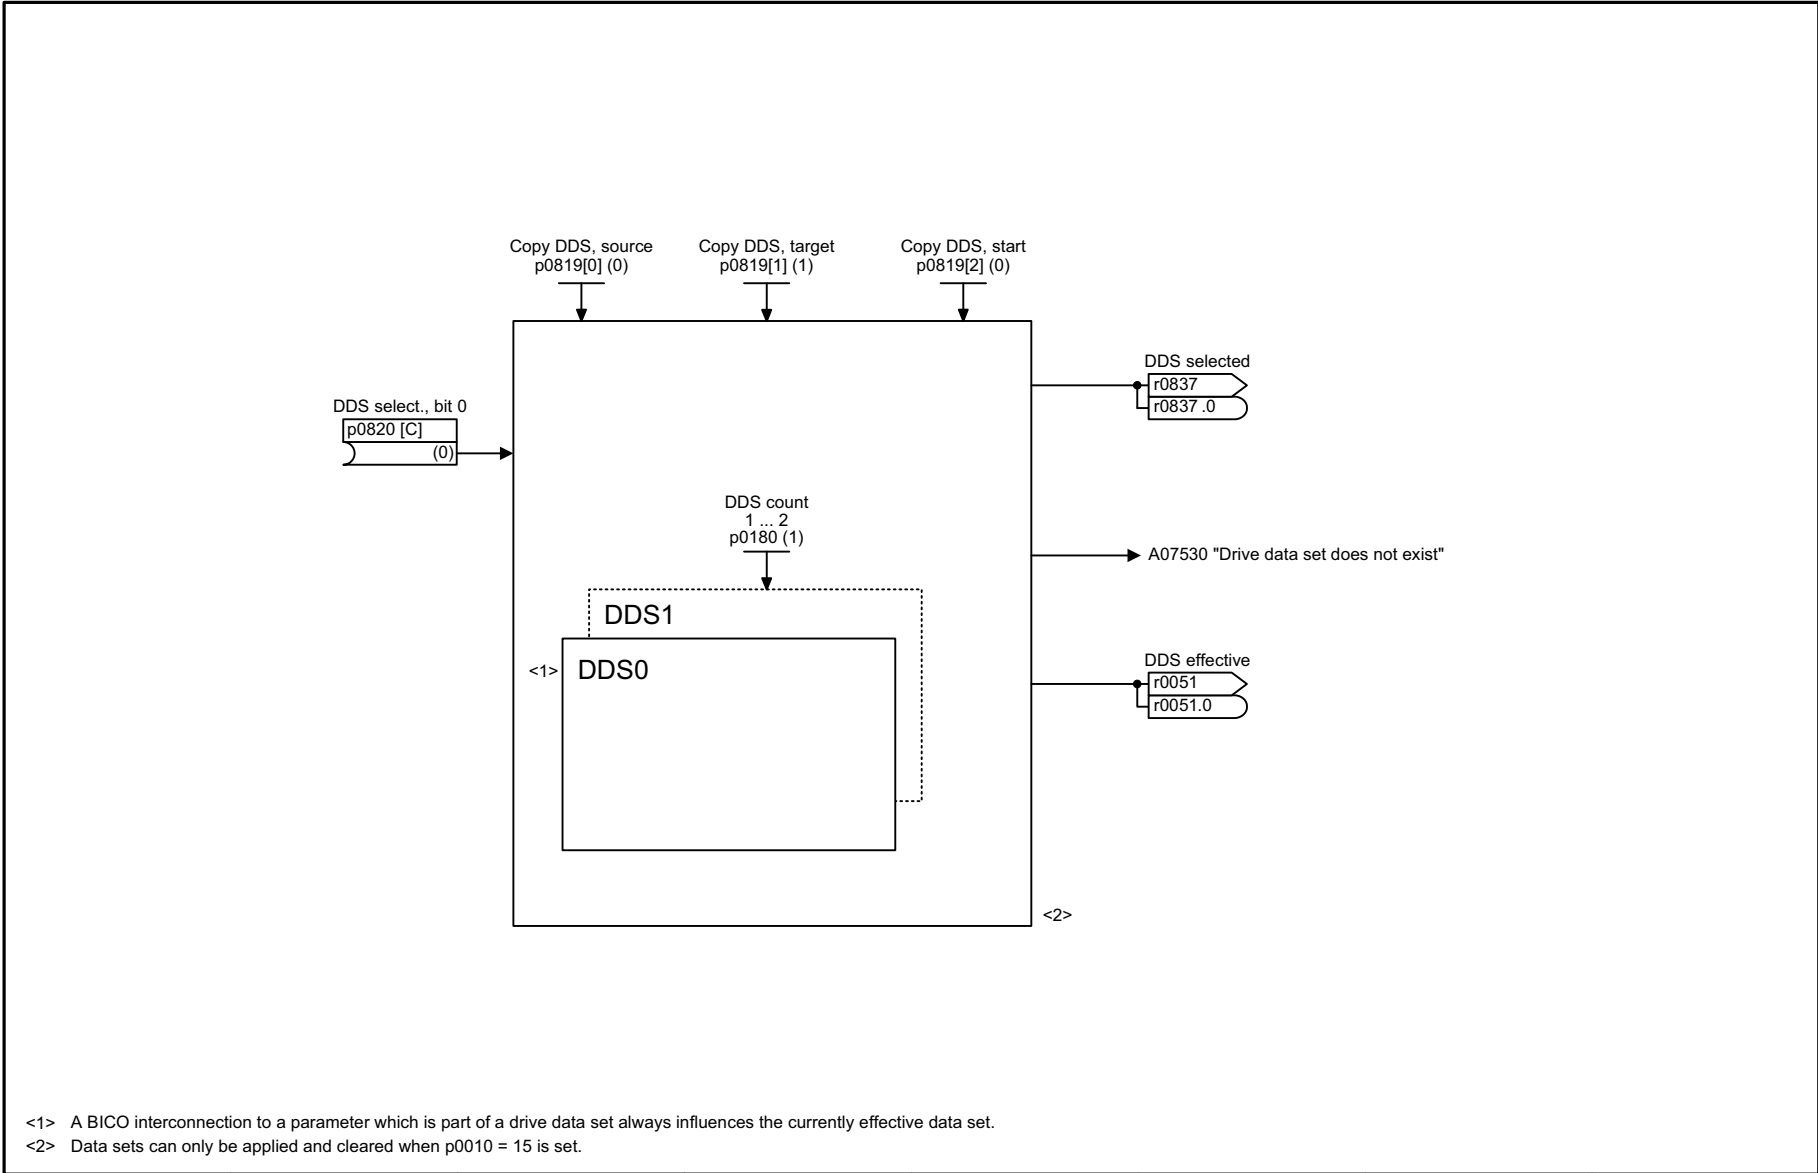 Copy DDS, source
p0819[0] (0)
Copy DDS, target
p0819[1] (1)
Copy DDS, start
p0819[2] (0)
DDS selected
r0837
r0837 .0
DDS select., bit 0
p0820 [C]
(0)
DDS count
1 ... 2
p0180 (1)
A07530 "Drive data set does not exist"
DDS1
<1>
DDS0
DDS effective
r0051
r0051.0
<2>
<1> A BICO interconnection to a parameter which is part of a drive data set always influences the currently effective data set.
<2> Data sets can only be applied and cleared when p0010 = 15 is set.